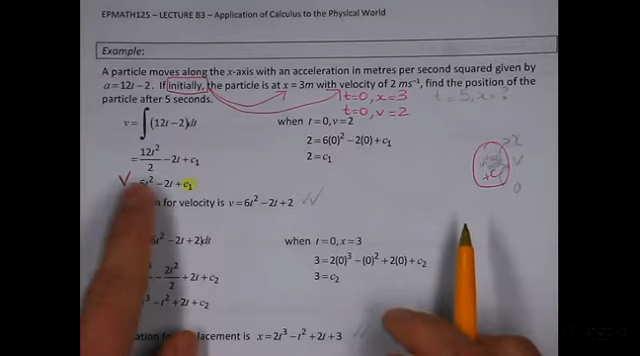 EPMATH125 – LECTURE B3 – Application of Calculus to the Physical World
Example:
A particle moves along the x-axis with an acceleration in metres per second squared given by
a=12t−2. If initially, the particle is at x=3m with velocity of 2 ms⁻¹, find the position of the
particle after 5 seconds.
t=0, x=3
t=5, x=?
t=0, v=2
v=∫(12t−2)dt
when t=0, v=2
2=6(0)²−2(0)+c₁
=12t²/2−2t+c₁
2=c₁
x
v
+c
a
v =6t²−2t+c₁
for velocity is v=6t²−2t+2
6t²−2t+2)dt
when t=0, x=3
3=2(0)³−(0)²+2(0)+c₂
−2t²/2+2t+c₂
3=c₂
t³−t²+2t+c₂
placement is x=2t³−t²+2t+3